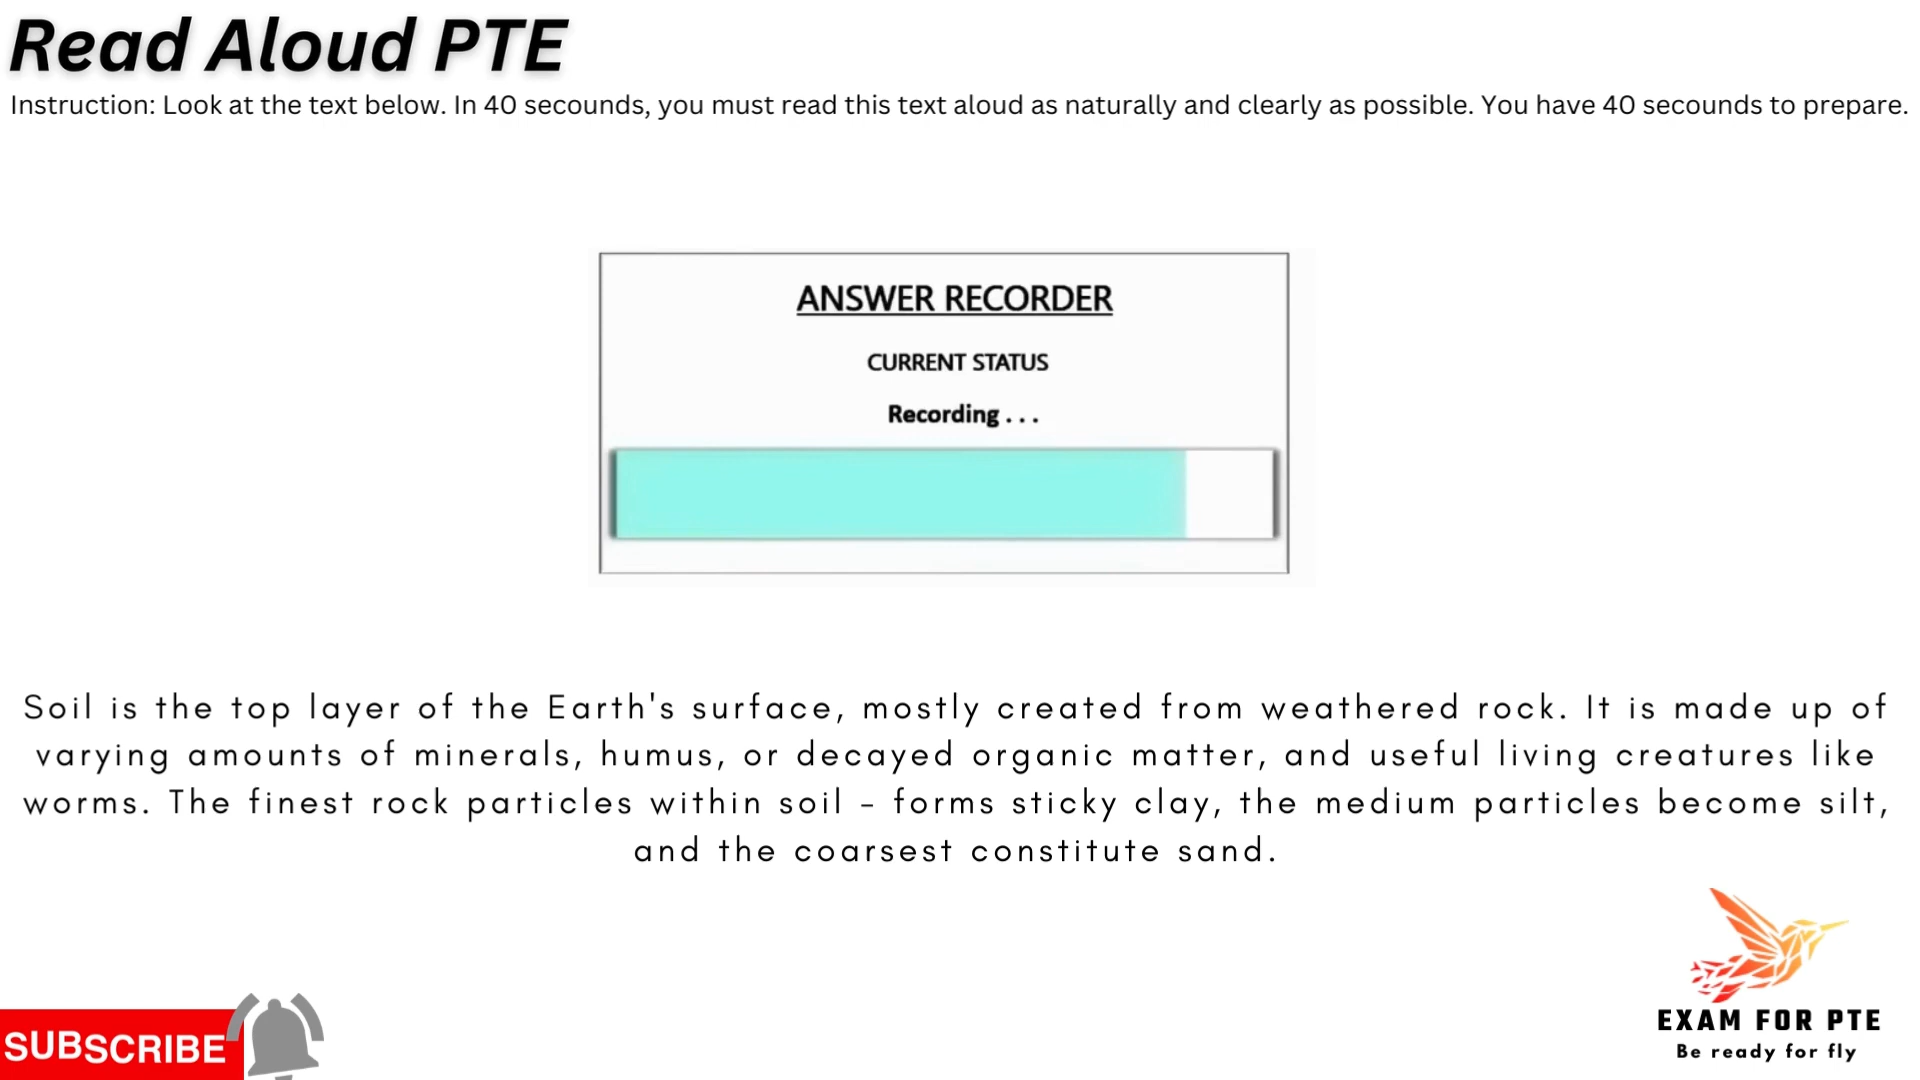 Read Aloud PTE
Instruction: Look at the text below. In 40 secounds, you must read this text aloud as naturally and clearly as possible. You have 40 secounds to prepare.
ANSWER RECORDER
CURRENT STATUS
Recording . . .
Soil is the top layer of the Earth's surface, mostly created from weathered rock. It is made up of
varying amounts of minerals, humus, or decayed organic matter, and useful living creatures like
worms. The finest rock particles within soil – forms sticky clay, the medium particles become silt,
and the coarsest constitute sand.
SUBSCRIBE
EXAM FOR PTE
Be ready for fly